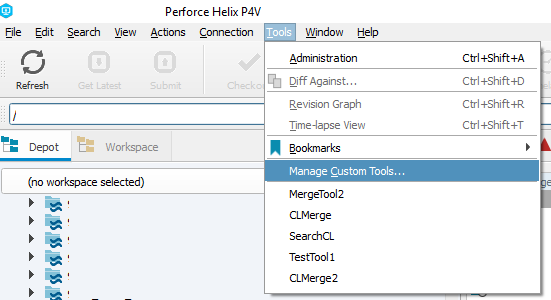 Perforce Helix P4V
File Edit Search View Actions Connection Tools Window Help
Refresh
Get Latest
Submit
Checkou
/
Depot
Workspace
(no workspace selected)
Administration Ctrl+Shift+A
Diff Against... Ctrl+Shift+D
Revision Graph Ctrl+Shift+R
Time-lapse View Ctrl+Shift+T
Bookmarks
Manage Custom Tools...
MergeTool2
CLMerge
SearchCL
TestTool1
CLMerge2